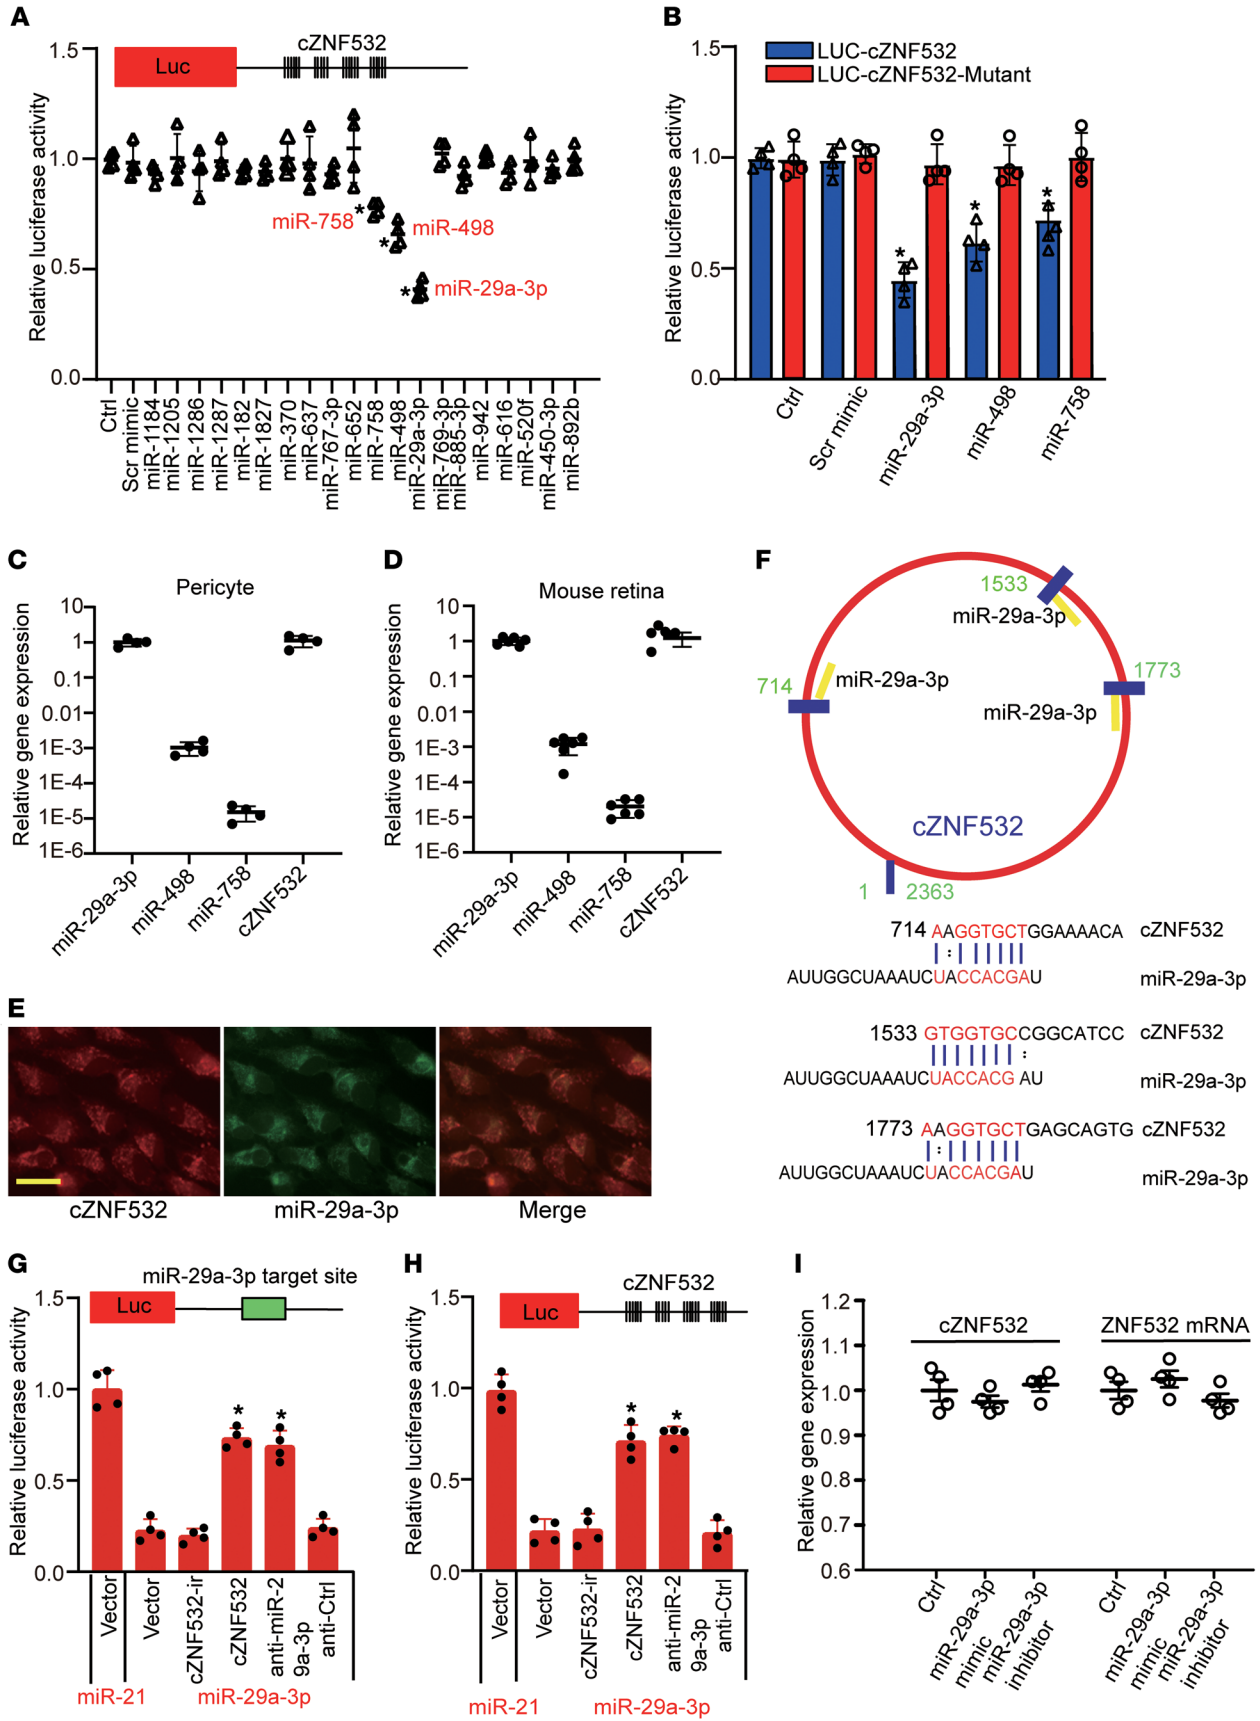 A
cZNF532
Luc
Relative luciferase activity
1.5
1.0
0.5
0.0
*
miR-758
*
miR-498
*
miR-29a-3p
Ctrl
Scr mimic
miR-1184
miR-1205
miR-1286
miR-1287
miR-182
miR-1827
miR-370
miR-637
miR-767-3p
miR-652
miR-758
miR-498
miR-29a-3p
miR-769-3p
miR-885-3p
miR-942
miR-616
miR-520f
miR-450-3p
miR-892b
B
LUC-cZNF532
LUC-cZNF532-Mutant
Relative luciferase activity
1.5
1.0
0.5
0.0
*
*
*
Ctrl
Scr mimic
miR-29a-3p
miR-498
miR-758
C
Pericyte
Relative gene expression
10
1
0.1
0.01
1E-3
1E-4
1E-5
1E-6
miR-29a-3p
miR-498
miR-758
cZNF532
D
Mouse retina
Relative gene expression
10
1
0.1
0.01
1E-3
1E-4
1E-5
1E-6
miR-29a-3p
miR-498
miR-758
cZNF532
E
cZNF532
miR-29a-3p
Merge
F
1533
miR-29a-3p
714
miR-29a-3p
1773
miR-29a-3p
cZNF532
1 2363
714 AAGGTGCTGGAAAACA cZNF532
AUUGGCUAAAUCUACCACGAU miR-29a-3p
1533 GTGGTGCCGGCATCC cZNF532
AUUGGCUAAAUCUACCACG AU miR-29a-3p
1773 AAGGTGCTGAGCAGTG cZNF532
AUUGGCUAAAUCUACCACGAU miR-29a-3p
G
miR-29a-3p target site
Luc
Relative luciferase activity
1.5
1.0
0.5
0.0
*
*
Vector
Vector
cZNF532-ir
cZNF532
anti-miR-2
9a-3p
anti-Ctrl
miR-21
miR-29a-3p
H
cZNF532
Luc
Relative luciferase activity
1.5
1.0
0.5
0.0
*
*
Vector
Vector
cZNF532-ir
cZNF532
anti-miR-2
9a-3p
anti-Ctrl
miR-21
miR-29a-3p
I
Relative gene expression
1.2
1.1
1.0
0.9
0.8
0.7
0.6
cZNF532
ZNF532 mRNA
Ctrl
miR-29a-3p
mimic
miR-29a-3p
inhibitor
Ctrl
miR-29a-3p
mimic
miR-29a-3p
inhibitor